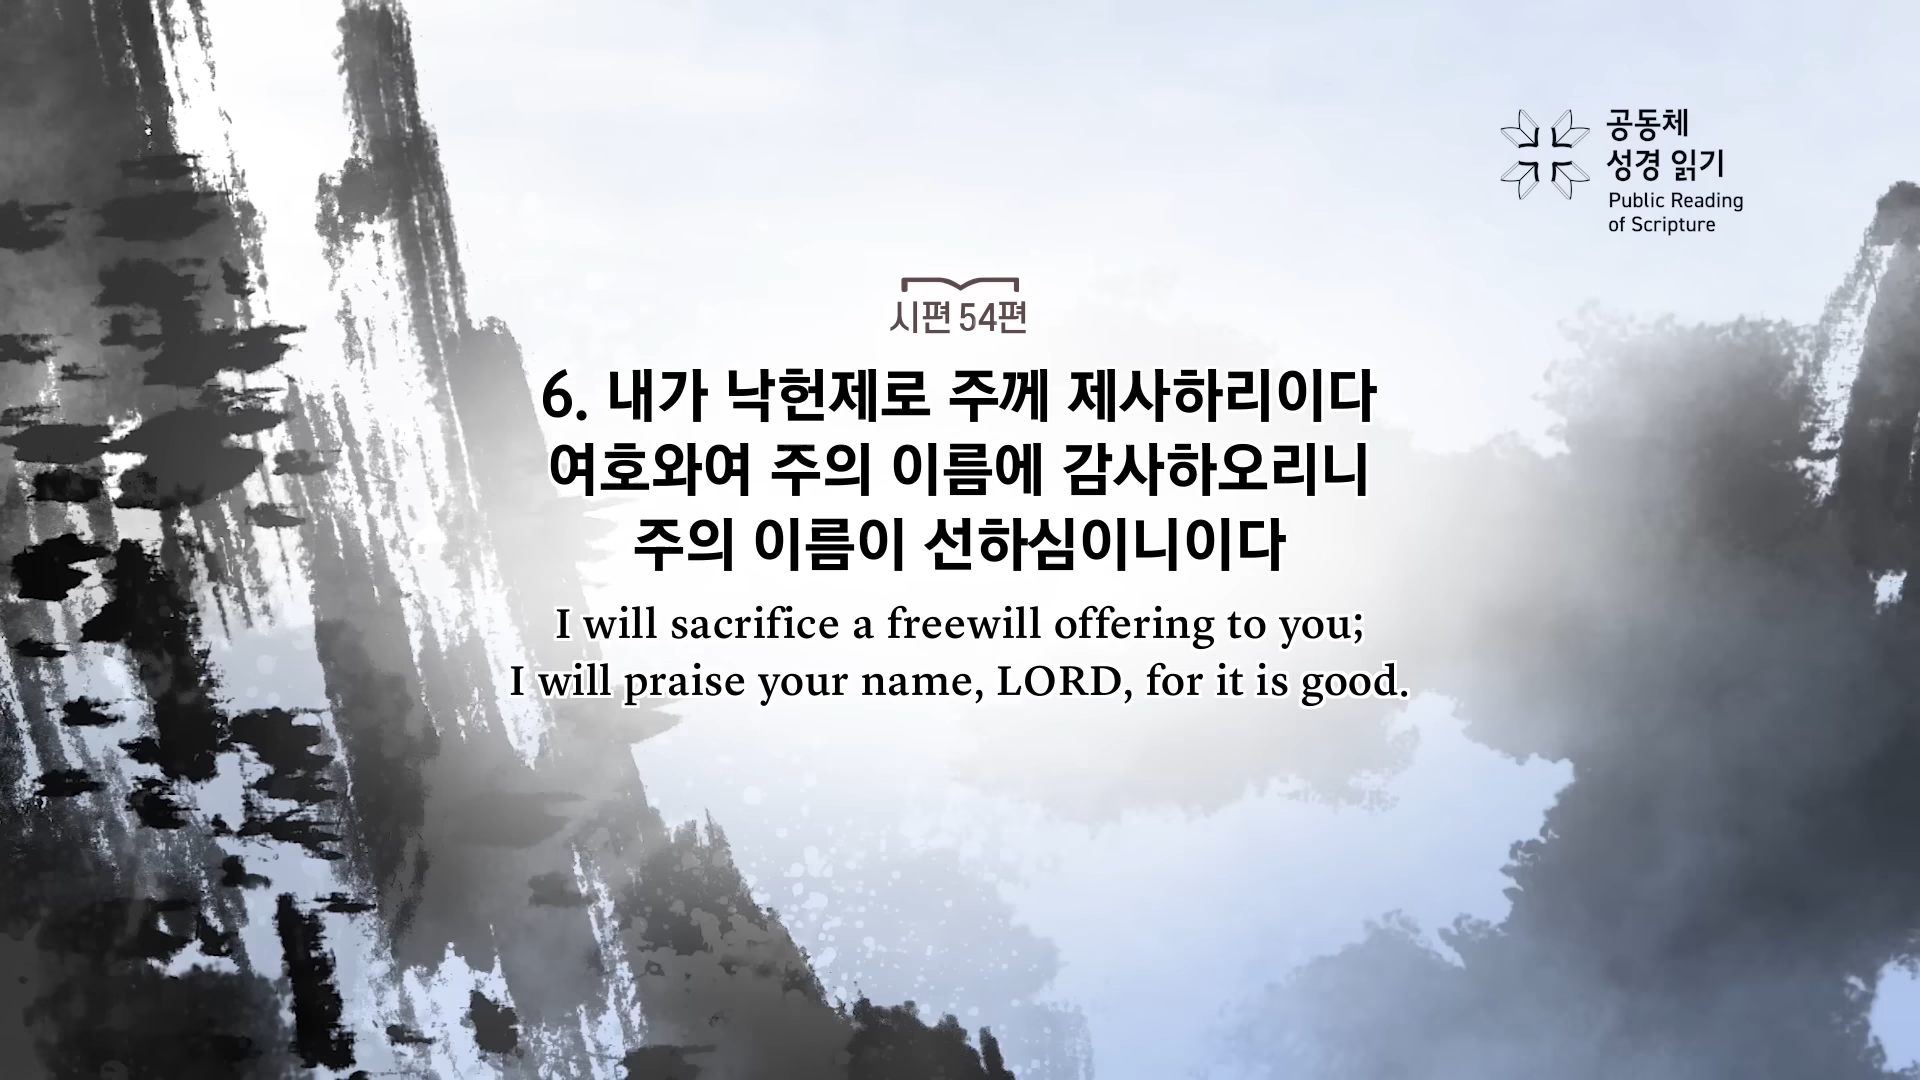 공동체
성경 읽기
Public Reading
of Scripture
시편 54편
6. 내가 낙헌제로 주께 제사하리이다
여호와여 주의 이름에 감사하오리니
주의 이름이 선하심이니이다
I will sacrifice a freewill offering to you;
I will praise your name, LORD, for it is good.